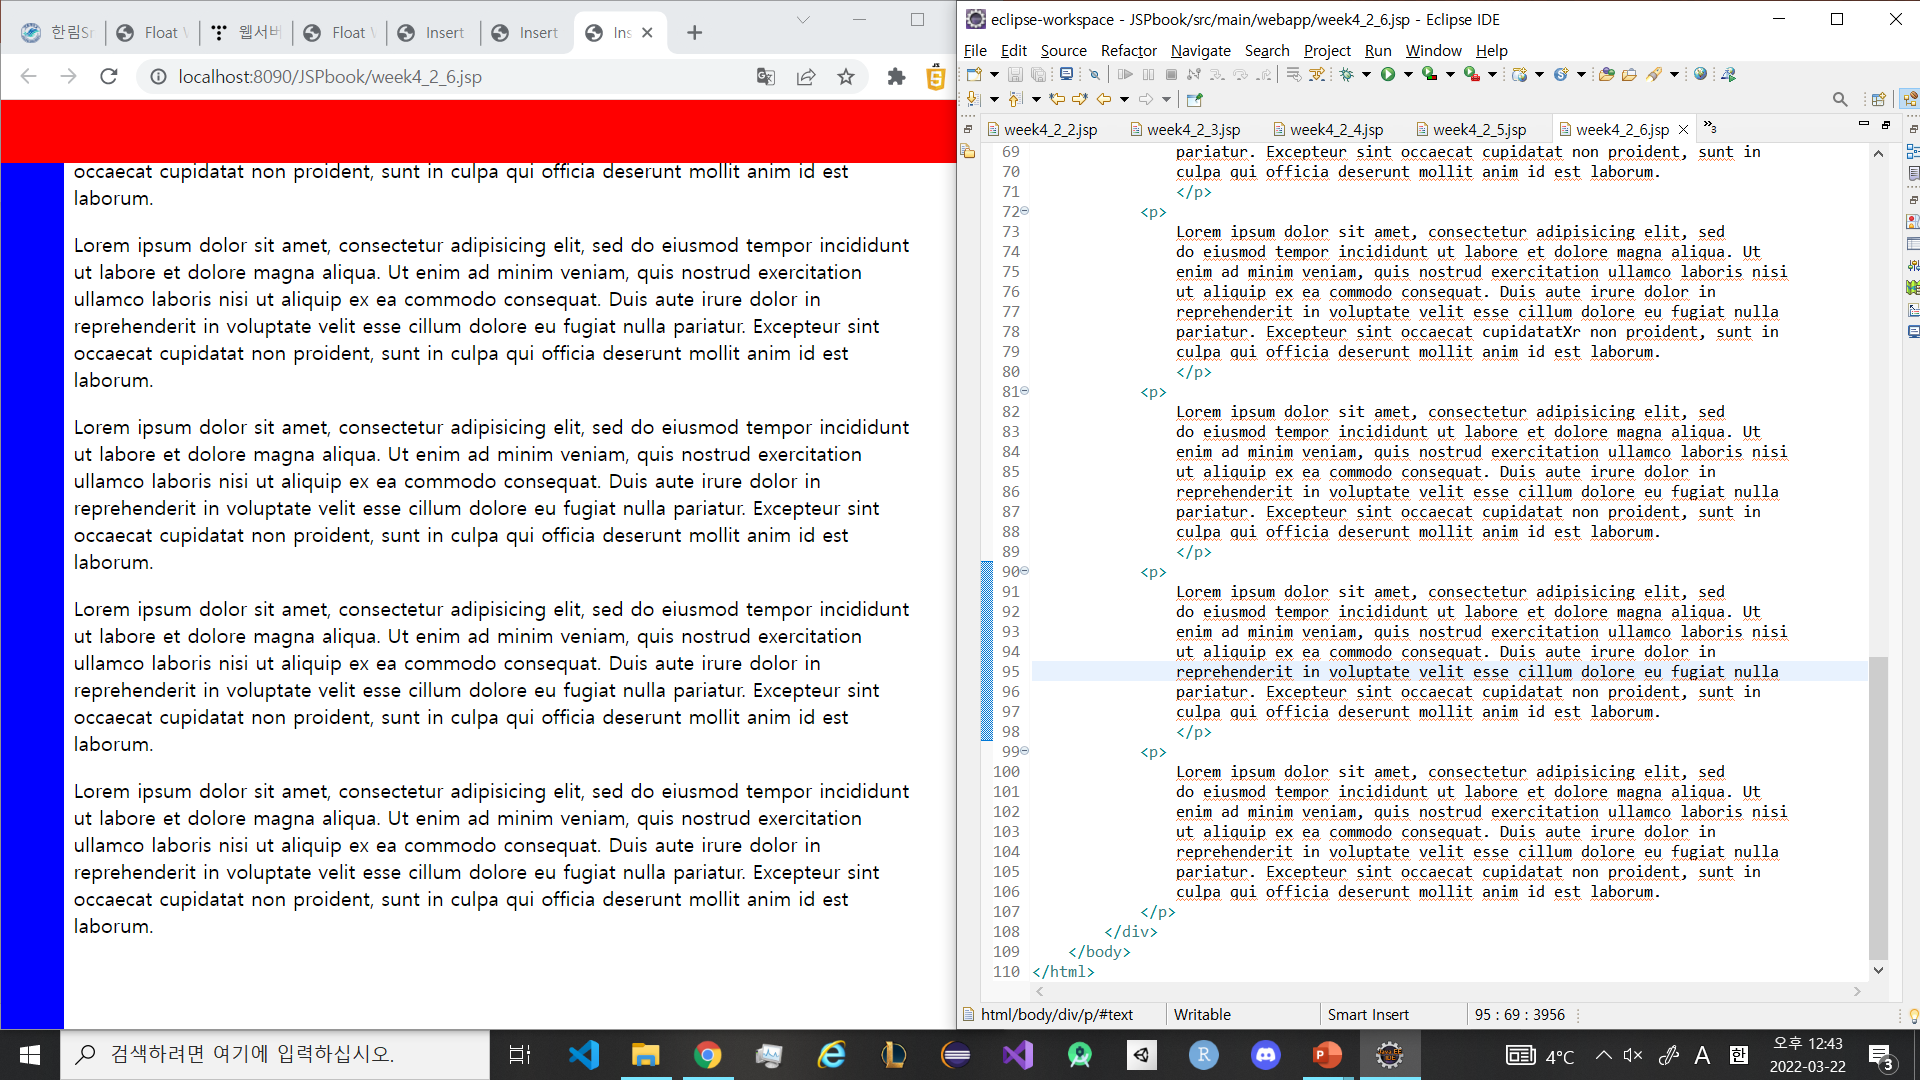 한림Sm
Float
웹서버
Float
Insert
Insert
Ins
localhost:8090/JSPbook/week4_2_6.jsp
occaecat cupidatat non proident, sunt in culpa qui officia deserunt mollit anim id est
laborum.
Lorem ipsum dolor sit amet, consectetur adipisicing elit, sed do eiusmod tempor incididunt
ut labore et dolore magna aliqua. Ut enim ad minim veniam, quis nostrud exercitation
ullamco laboris nisi ut aliquip ex ea commodo consequat. Duis aute irure dolor in
reprehenderit in voluptate velit esse cillum dolore eu fugiat nulla pariatur. Excepteur sint
occaecat cupidatat non proident, sunt in culpa qui officia deserunt mollit anim id est
laborum.
Lorem ipsum dolor sit amet, consectetur adipisicing elit, sed do eiusmod tempor incididunt
ut labore et dolore magna aliqua. Ut enim ad minim veniam, quis nostrud exercitation
ullamco laboris nisi ut aliquip ex ea commodo consequat. Duis aute irure dolor in
reprehenderit in voluptate velit esse cillum dolore eu fugiat nulla pariatur. Excepteur sint
occaecat cupidatat non proident, sunt in culpa qui officia deserunt mollit anim id est
laborum.
Lorem ipsum dolor sit amet, consectetur adipisicing elit, sed do eiusmod tempor incididunt
ut labore et dolore magna aliqua. Ut enim ad minim veniam, quis nostrud exercitation
ullamco laboris nisi ut aliquip ex ea commodo consequat. Duis aute irure dolor in
reprehenderit in voluptate velit esse cillum dolore eu fugiat nulla pariatur. Excepteur sint
occaecat cupidatat non proident, sunt in culpa qui officia deserunt mollit anim id est
laborum.
Lorem ipsum dolor sit amet, consectetur adipisicing elit, sed do eiusmod tempor incididunt
ut labore et dolore magna aliqua. Ut enim ad minim veniam, quis nostrud exercitation
ullamco laboris nisi ut aliquip ex ea commodo consequat. Duis aute irure dolor in
reprehenderit in voluptate velit esse cillum dolore eu fugiat nulla pariatur. Excepteur sint
occaecat cupidatat non proident, sunt in culpa qui officia deserunt mollit anim id est
laborum.
eclipse-workspace - JSPbook/src/main/webapp/week4_2_6.jsp - Eclipse IDE
File Edit Source Refactor Navigate Search Project Run Window Help
week4_2_2.jsp week4_2_3.jsp week4_2_4.jsp week4_2_5.jsp week4_2_6.jsp 3
69 pariatur. Excepteur sint occaecat cupidatat non proident, sunt in
70 culpa qui officia deserunt mollit anim id est laborum.
71 </p>
72 <p>
73 Lorem ipsum dolor sit amet, consectetur adipisicing elit, sed
74 do eiusmod tempor incididunt ut labore et dolore magna aliqua. Ut
75 enim ad minim veniam, quis nostrud exercitation ullamco laboris nisi
76 ut aliquip ex ea commodo consequat. Duis aute irure dolor in
77 reprehenderit in voluptate velit esse cillum dolore eu fugiat nulla
78 pariatur. Excepteur sint occaecat cupidatatXr non proident, sunt in
79 culpa qui officia deserunt mollit anim id est laborum.
80 </p>
81 <p>
82 Lorem ipsum dolor sit amet, consectetur adipisicing elit, sed
83 do eiusmod tempor incididunt ut labore et dolore magna aliqua. Ut
84 enim ad minim veniam, quis nostrud exercitation ullamco laboris nisi
85 ut aliquip ex ea commodo consequat. Duis aute irure dolor in
86 reprehenderit in voluptate velit esse cillum dolore eu fugiat nulla
87 pariatur. Excepteur sint occaecat cupidatat non proident, sunt in
88 culpa qui officia deserunt mollit anim id est laborum.
89 </p>
90 <p>
91 Lorem ipsum dolor sit amet, consectetur adipisicing elit, sed
92 do eiusmod tempor incididunt ut labore et dolore magna aliqua. Ut
93 enim ad minim veniam, quis nostrud exercitation ullamco laboris nisi
94 ut aliquip ex ea commodo consequat. Duis aute irure dolor in
95 reprehenderit in voluptate velit esse cillum dolore eu fugiat nulla
96 pariatur. Excepteur sint occaecat cupidatat non proident, sunt in
97 culpa qui officia deserunt mollit anim id est laborum.
98 </p>
99 <p>
100 Lorem ipsum dolor sit amet, consectetur adipisicing elit, sed
101 do eiusmod tempor incididunt ut labore et dolore magna aliqua. Ut
102 enim ad minim veniam, quis nostrud exercitation ullamco laboris nisi
103 ut aliquip ex ea commodo consequat. Duis aute irure dolor in
104 reprehenderit in voluptate velit esse cillum dolore eu fugiat nulla
105 pariatur. Excepteur sint occaecat cupidatat non proident, sunt in
106 culpa qui officia deserunt mollit anim id est laborum.
107 </p>
108 </div>
109 </body>
110 </html>
html/body/div/p/#text Writable Smart Insert 95 : 69 : 3956
검색하려면 여기에 입력하십시오.
4°C
A
한
오후 12:43
2022-03-22
3